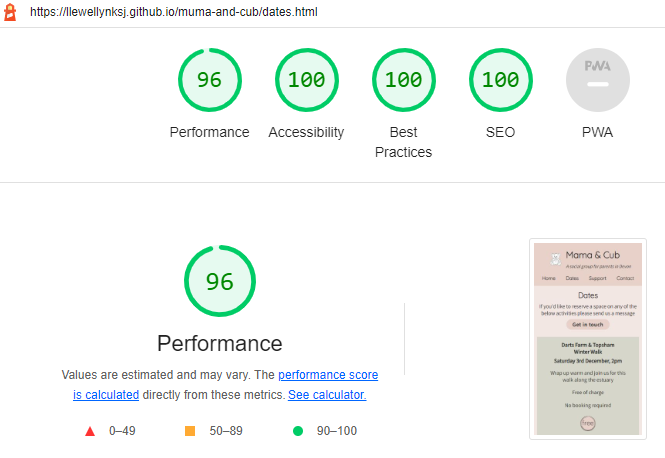 https://llewellynksj.github.io/muma-and-cub/dates.html
96
100
100
100
PWA
Performance
Accessibility
Best
Practices
SEO
PWA
96
Performance
Values are estimated and may vary. The performance score
is calculated directly from these metrics. See calculator.
0–49
50–89
90–100
Mama & Cub
A social group for parents in Exeter
Home Dates Support Contact
Dates
If you'd like to reserve a space on any of the
below activities please send us a message
Get in touch
Darts Farm & Topsham
Winter Walk
Saturday 3rd December, 2pm
Wrap up warm and join us for this
walk along the estuary
Free of charge
No booking required